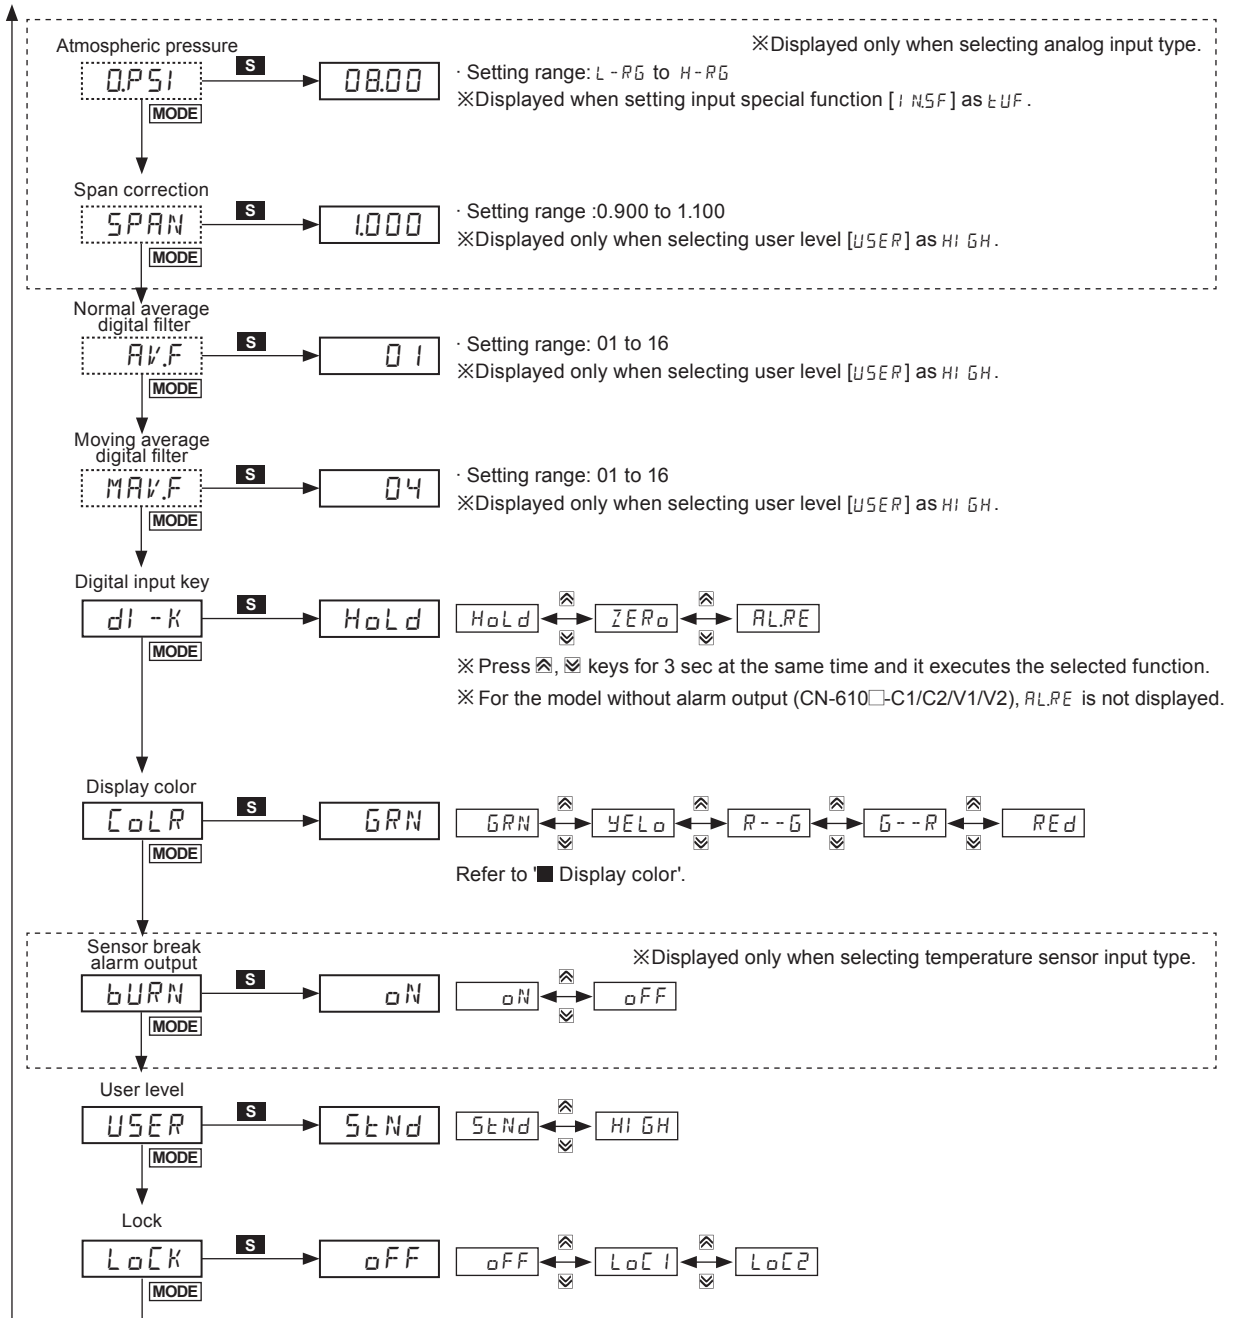 Atmospheric pressure
※Displayed only when selecting analog input type.
O.PSI S 08.00 · Setting range: L-RG to H-RG
MODE ※Displayed when setting input special function [IN.SF] as tUF.
Span correction
SPAN S 1.000 · Setting range :0.900 to 1.100
MODE ※Displayed only when selecting user level [USER] as HIGH.
Normal average
digital filter
AV.F S 01 · Setting range: 01 to 16
MODE ※Displayed only when selecting user level [USER] as HIGH.
Moving average
digital filter
MAV.F S 04 · Setting range: 01 to 16
MODE ※Displayed only when selecting user level [USER] as HIGH.
Digital input key
dI-K S HoLd HoLd ZERo AL.RE
MODE
※Press , keys for 3 sec at the same time and it executes the selected function.
※For the model without alarm output (CN-610□-C1/C2/V1/V2), AL.RE is not displayed.
Display color
CoLR S GRN GRN YELo R--G G--R REd
MODE
Refer to '■ Display color'.
Sensor break
alarm output
※Displayed only when selecting temperature sensor input type.
bURN S oN oN oFF
MODE
User level
USER S StNd StNd HIGH
MODE
Lock
LoCK S oFF oFF LoC1 LoC2
MODE